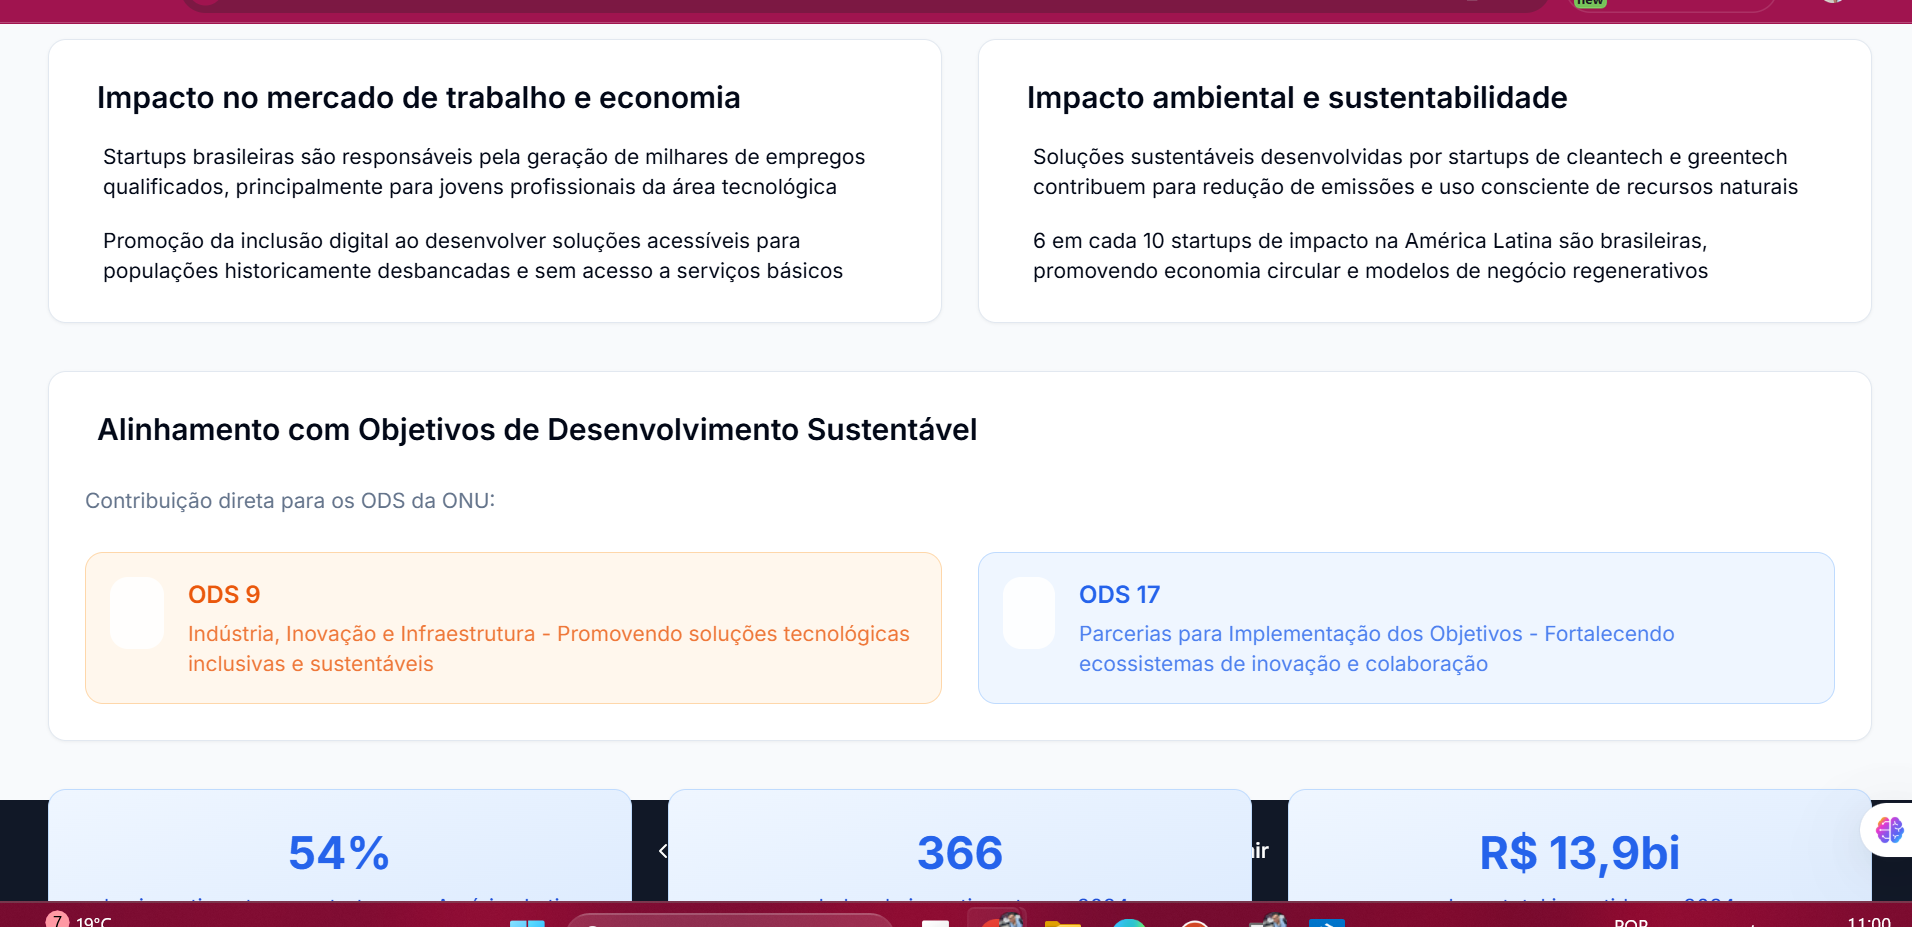 new
Impacto no mercado de trabalho e economia
Startups brasileiras são responsáveis pela geração de milhares de empregos
qualificados, principalmente para jovens profissionais da área tecnológica
Promoção da inclusão digital ao desenvolver soluções acessíveis para
populações historicamente desbancadas e sem acesso a serviços básicos
Impacto ambiental e sustentabilidade
Soluções sustentáveis desenvolvidas por startups de cleantech e greentech
contribuem para redução de emissões e uso consciente de recursos naturais
6 em cada 10 startups de impacto na América Latina são brasileiras,
promovendo economia circular e modelos de negócio regenerativos
Alinhamento com Objetivos de Desenvolvimento Sustentável
Contribuição direta para os ODS da ONU:
ODS 9
Indústria, Inovação e Infraestrutura - Promovendo soluções tecnológicas
inclusivas e sustentáveis
ODS 17
Parcerias para Implementação dos Objetivos - Fortalecendo
ecossistemas de inovação e colaboração
54%
366
R$ 13,9bi
7
19°C
POR
11:00